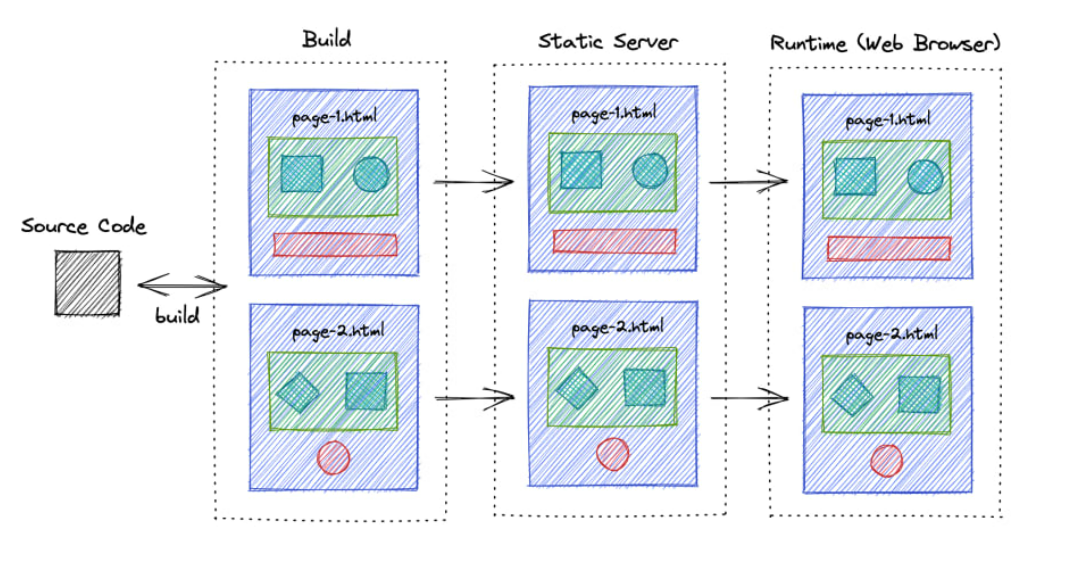 Build
Static Server
Runtime (Web Browser)
page-1.html
page-1.html
page-1.html
Source Code
build
page-2.html
page-2.html
page-2.html